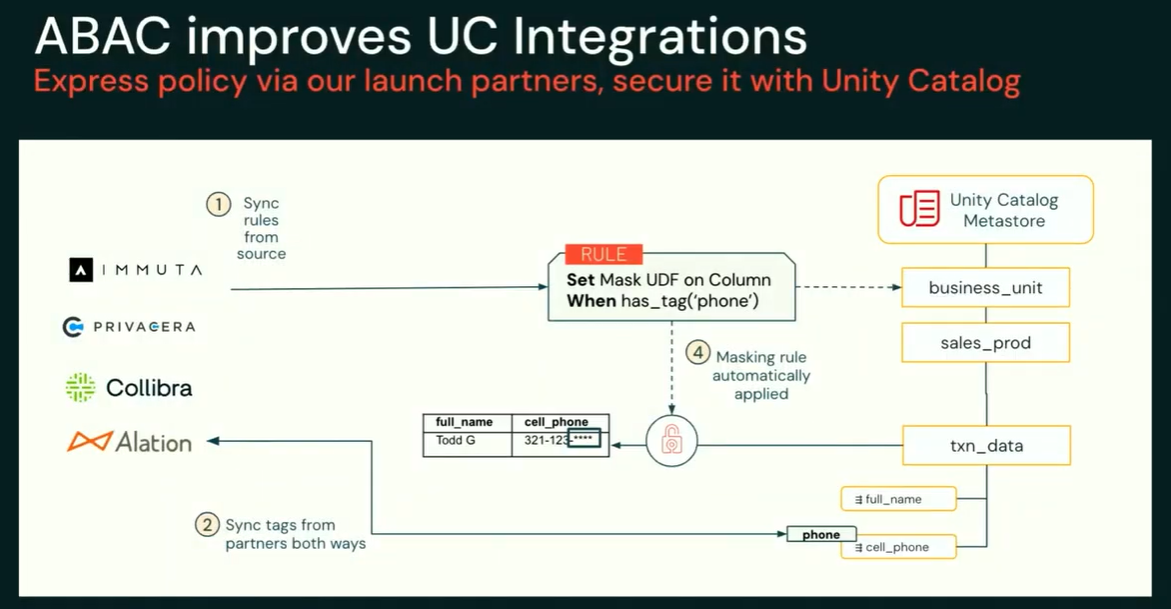 ABAC improves UC Integrations
Express policy via our launch partners, secure it with Unity Catalog
1
Sync
rules
from
source
IMMUTA
PRIVACERA
Collibra
Alation
RULE
Set Mask UDF on Column
When has_tag('phone')
4
Masking rule
automatically
applied
full_name cell_phone
Todd G 321-123-****
2
Sync tags from
partners both ways
Unity Catalog
Metastore
business_unit
sales_prod
txn_data
full_name
phone
cell_phone